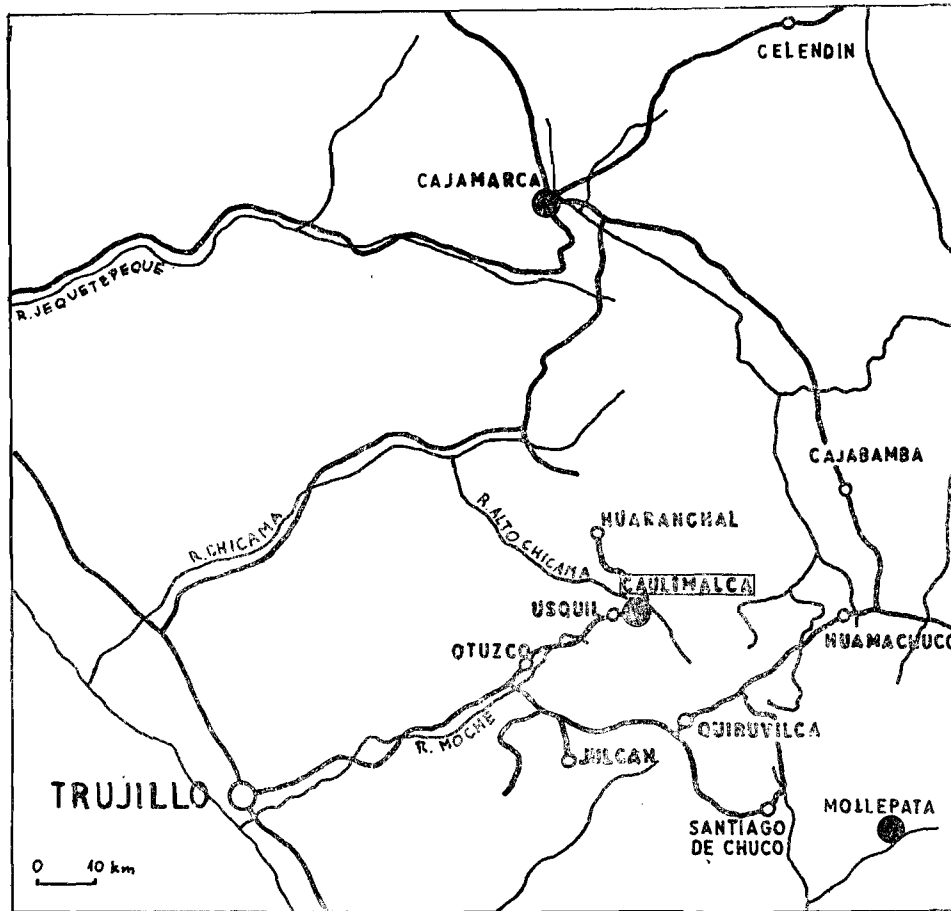 CELENDIN
CAJAMARCA
R. JEQUETEPEQUE
CAJABAMBA
R. CHICAMA
R. ALTO CHICAMA
HUARANCHAL
CAULIMALCA
USQUIL
OTUZCO
HUAMACHUCO
R. MOCHE
QUIRUVILCA
JULCAN
TRUJILLO
MOLLEPATA
SANTIAGO
DE CHUCO
0 10 km